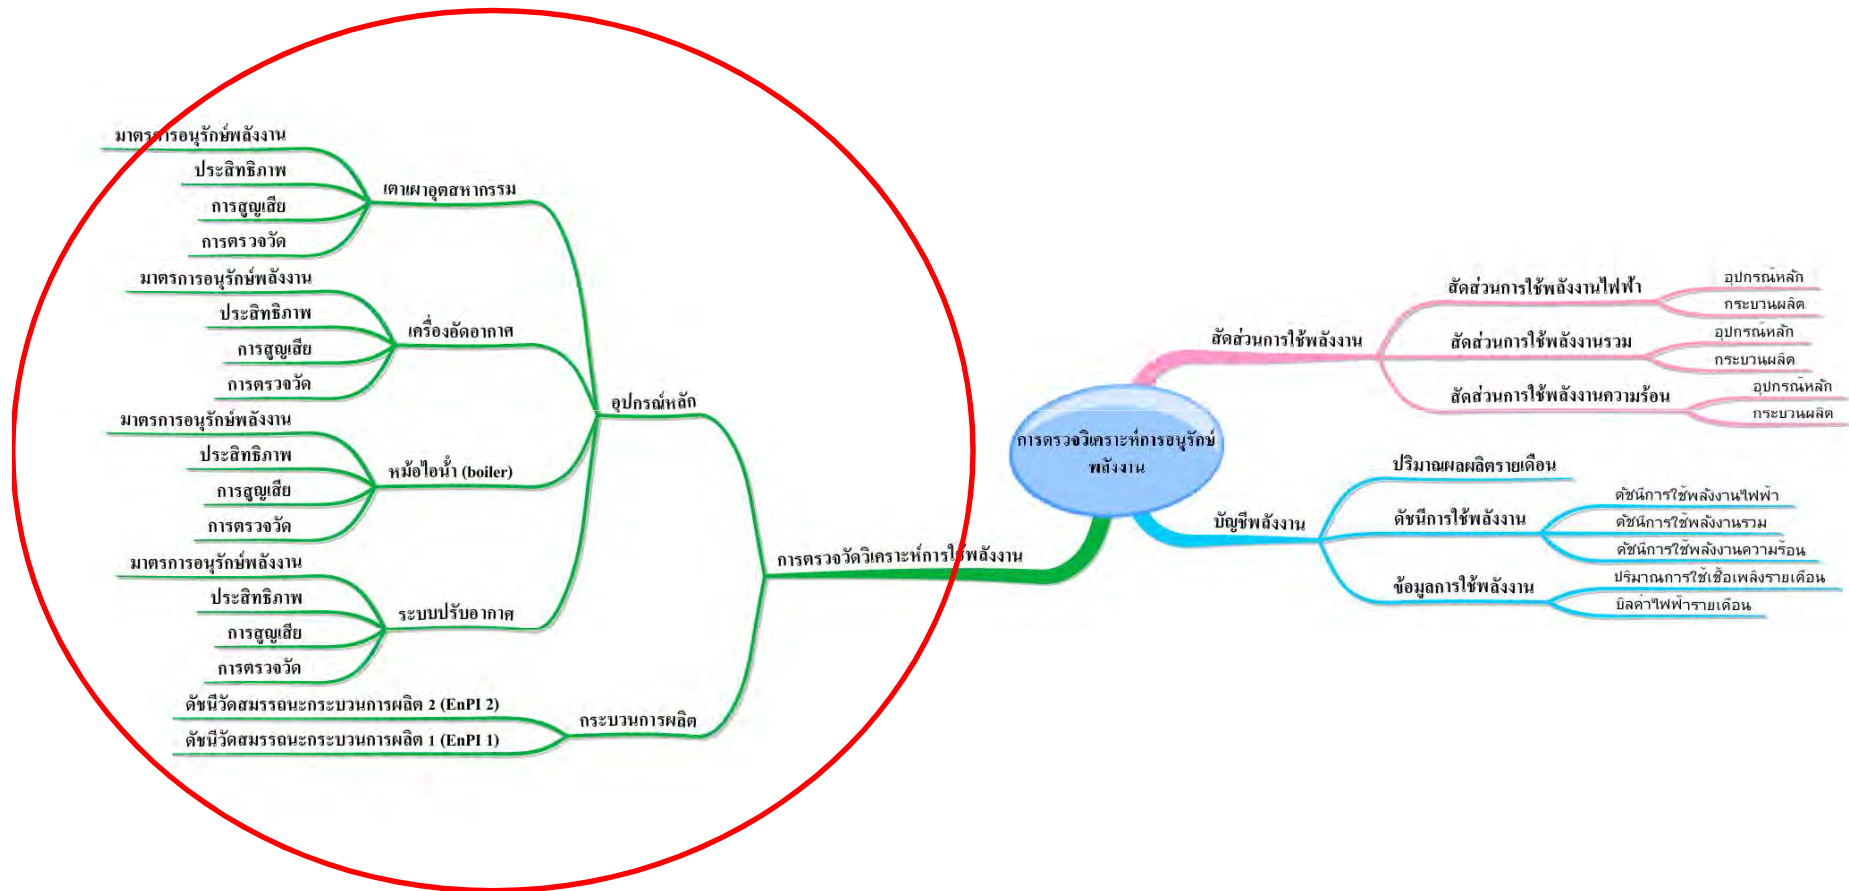 มาตรการอนุรักษ์พลังงาน
ประสิทธิภาพ
การสูญเสีย
การตรวจวัด
เตาเผาอุตสหากรรม
มาตรการอนุรักษ์พลังงาน
ประสิทธิภาพ
การสูญเสีย
การตรวจวัด
เครื่องอัดอากาศ
มาตรการอนุรักษ์พลังงาน
ประสิทธิภาพ
การสูญเสีย
การตรวจวัด
หม้อไอน้ำ (boiler)
มาตรการอนุรักษ์พลังงาน
ประสิทธิภาพ
การสูญเสีย
การตรวจวัด
ระบบปรับอากาศ
อุปกรณ์หลัก
ดัชนีวัดสมรรถนะกระบวนการผลิต 2 (EnPI 2)
ดัชนีวัดสมรรถนะกระบวนการผลิต 1 (EnPI 1)
กระบวนการผลิต
การตรวจวัดวิเคราะห์การใช้พลังงาน
การตรวจวิเคราะห์การอนุรักษ์
พลังงาน
สัดส่วนการใช้พลังงาน
สัดส่วนการใช้พลังงานไฟฟ้า
อุปกรณ์หลัก
กระบวนผลิต
สัดส่วนการใช้พลังงานรวม
อุปกรณ์หลัก
กระบวนผลิต
สัดส่วนการใช้พลังงานความร้อน
อุปกรณ์หลัก
กระบวนผลิต
บัญชีพลังงาน
ปริมาณผลผลิตรายเดือน
ดัชนีการใช้พลังงาน
ดัชนีการใช้พลังงานไฟฟ้า
ดัชนีการใช้พลังงานรวม
ดัชนีการใช้พลังงานความร้อน
ข้อมูลการใช้พลังงาน
ปริมาณการใช้เชื้อเพลิงรายเดือน
บิลค่าไฟฟ้ารายเดือน